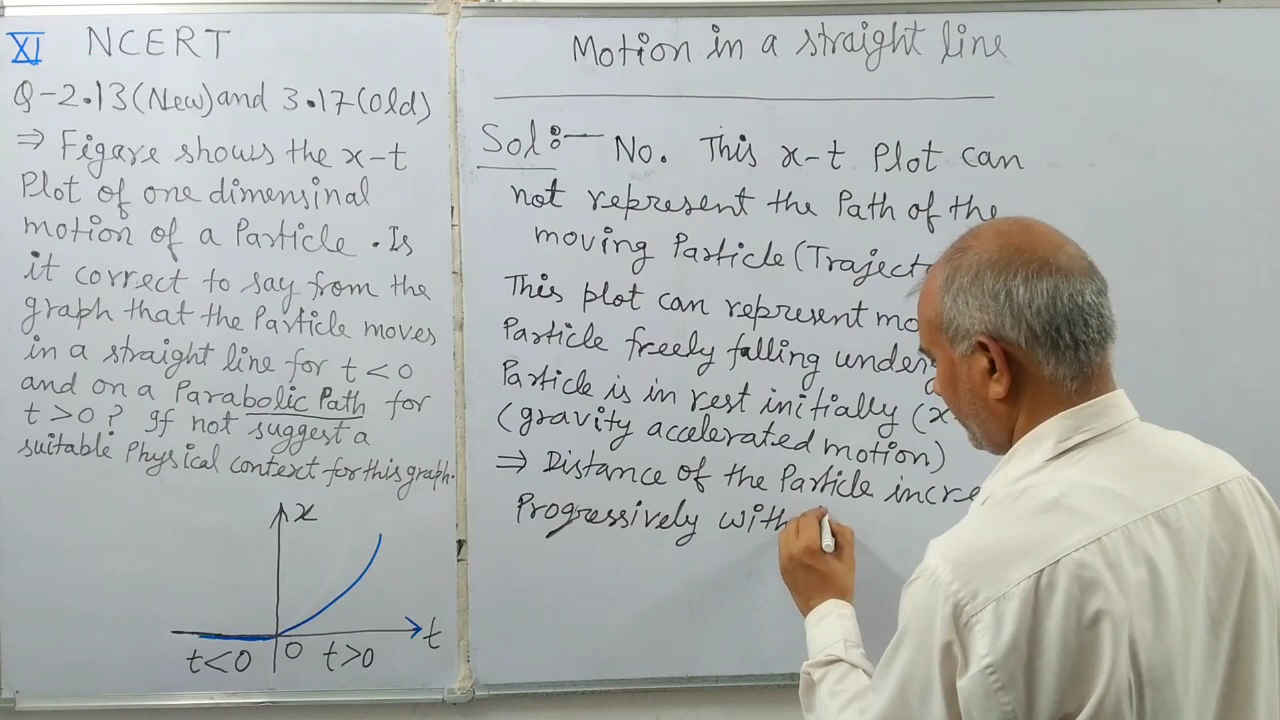 XI NCERT
Q-2.13(New) and 3.17(old)
⇒ Figare shows the x-t
Plot of one dimensinal
motion of a Particle. Is
it correct to say from the
graph that the Particle moves
in a straight line for t<0
and on a Parabolic Path for
t>0? If not suggest a
suitable Physical context for this graph.
x
t
0
t<0
t>0
Motion in a straight line
Sol:— No. This x-t Plot can
not represent the Path of the
moving Particle (Traject
This plot can represent mo
Particle freely falling under
Particle is in rest initially (x
(gravity accelerated motion)
⇒ Distance of the Particle incre
Progressively with